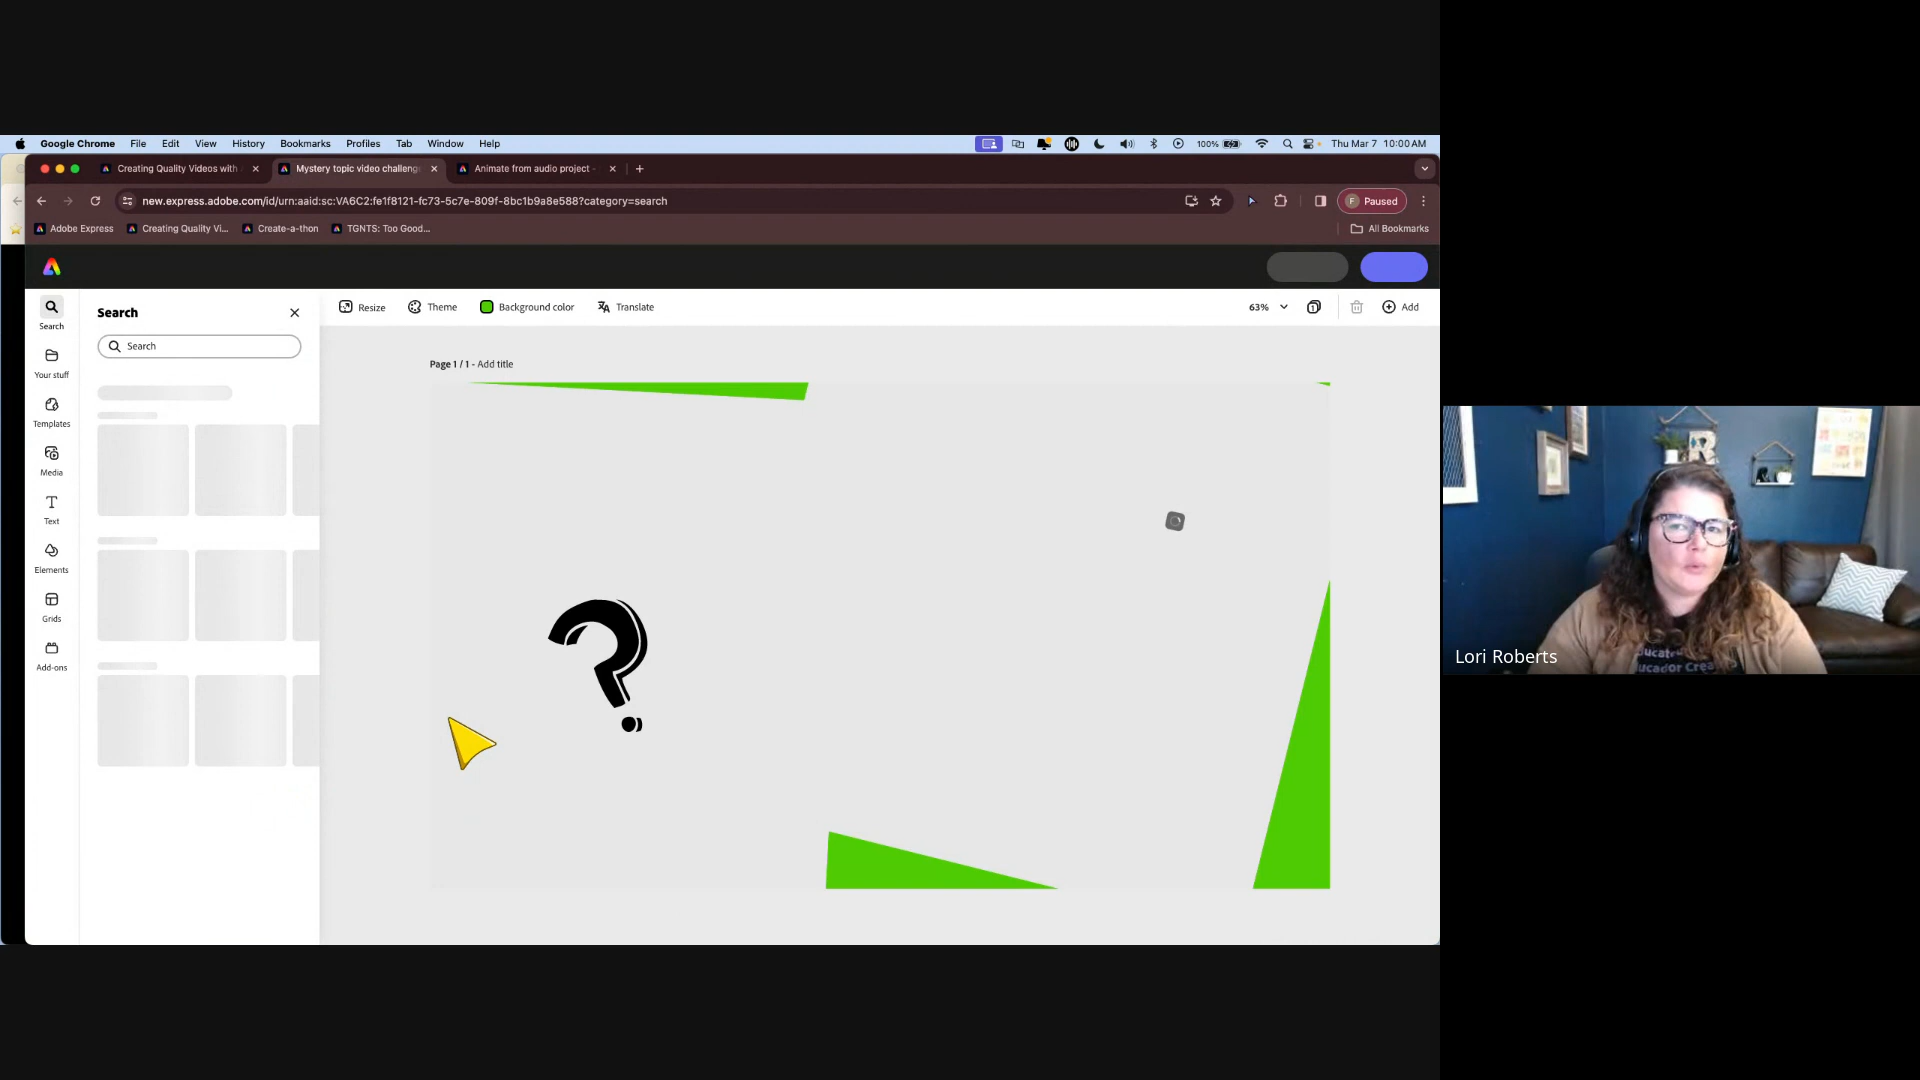 Google Chrome File Edit View History Bookmarks Profiles Tab Window Help 100% Thu Mar 7 10:00 AM
Creating Quality Videos with Mystery topic video challeng Animate from audio project -
new.express.adobe.com/id/urn:aaid:sc:VA6C2:fe1f8121-fc73-5c7e-809f-8bc1b9a8e588?category=search F Paused
Adobe Express Creating Quality Vi... Create-a-thon TGNTS: Too Good... All Bookmarks
Search
Your stuff
Templates
Media
Text
Elements
Grids
Add-ons
Search
Search
Resize Theme Background color Translate 63% 1 Add
Page 1 / 1 - Add title
?
R
Lori Roberts